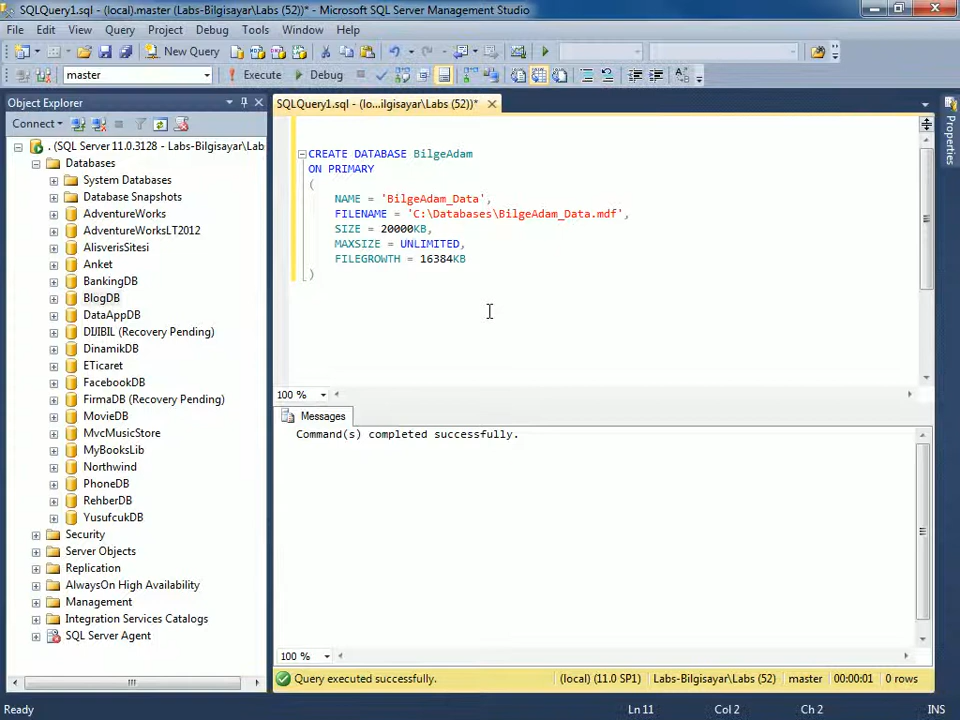 SQLQuery1.sql - (local).master (Labs-Bilgisayar\Labs (52))* - Microsoft SQL Server Management Studio
File Edit View Query Project Debug Tools Window Help
New Query
master Execute Debug
Object Explorer
Connect
. (SQL Server 11.0.3128 - Labs-Bilgisayar\Lab
Databases
System Databases
Database Snapshots
AdventureWorks
AdventureWorksLT2012
AlisverisSitesi
Anket
BankingDB
BlogDB
DataAppDB
DIJIBIL (Recovery Pending)
DinamikDB
ETicaret
FacebookDB
FirmaDB (Recovery Pending)
MovieDB
MvcMusicStore
MyBooksLib
Northwind
PhoneDB
RehberDB
YusufcukDB
Security
Server Objects
Replication
AlwaysOn High Availability
Management
Integration Services Catalogs
SQL Server Agent
SQLQuery1.sql - (lo...ilgisayar\Labs (52))*
CREATE DATABASE BilgeAdam
ON PRIMARY
(
NAME = 'BilgeAdam_Data',
FILENAME = 'C:\Databases\BilgeAdam_Data.mdf',
SIZE = 20000KB,
MAXSIZE = UNLIMITED,
FILEGROWTH = 16384KB
)
100 %
Messages
Command(s) completed successfully.
100 %
Query executed successfully. (local) (11.0 SP1) Labs-Bilgisayar\Labs (52) master 00:00:01 0 rows
Properties
Ready Ln 11 Col 2 Ch 2 INS